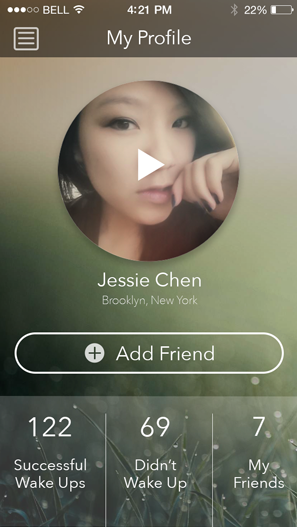 BELL 4:21 PM 22%
My Profile
Jessie Chen
Brooklyn, New York
Add Friend
122 69 7
Successful Didn't My
Wake Ups Wake Up Friends